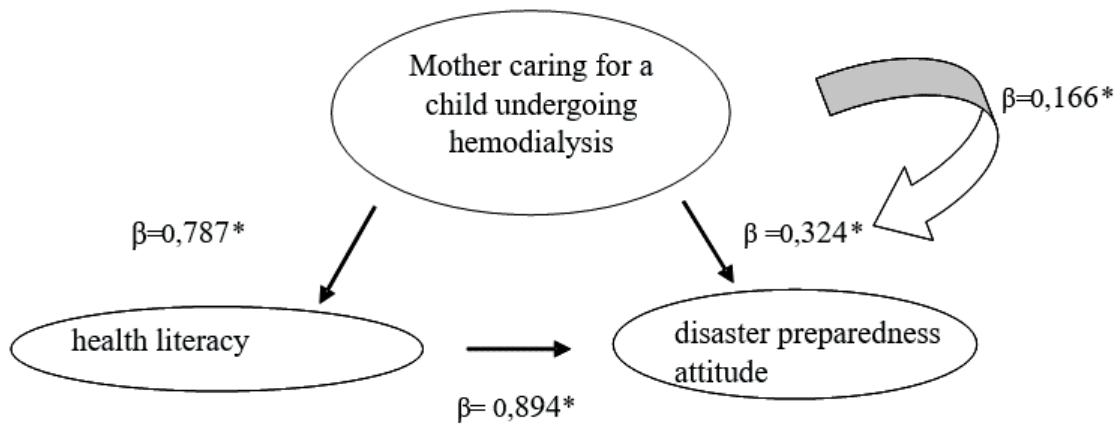 Mother caring for a
child undergoing
hemodialysis
β=0,166*
β=0,787*
β =0,324*
health literacy
disaster preparedness
attitude
β= 0,894*